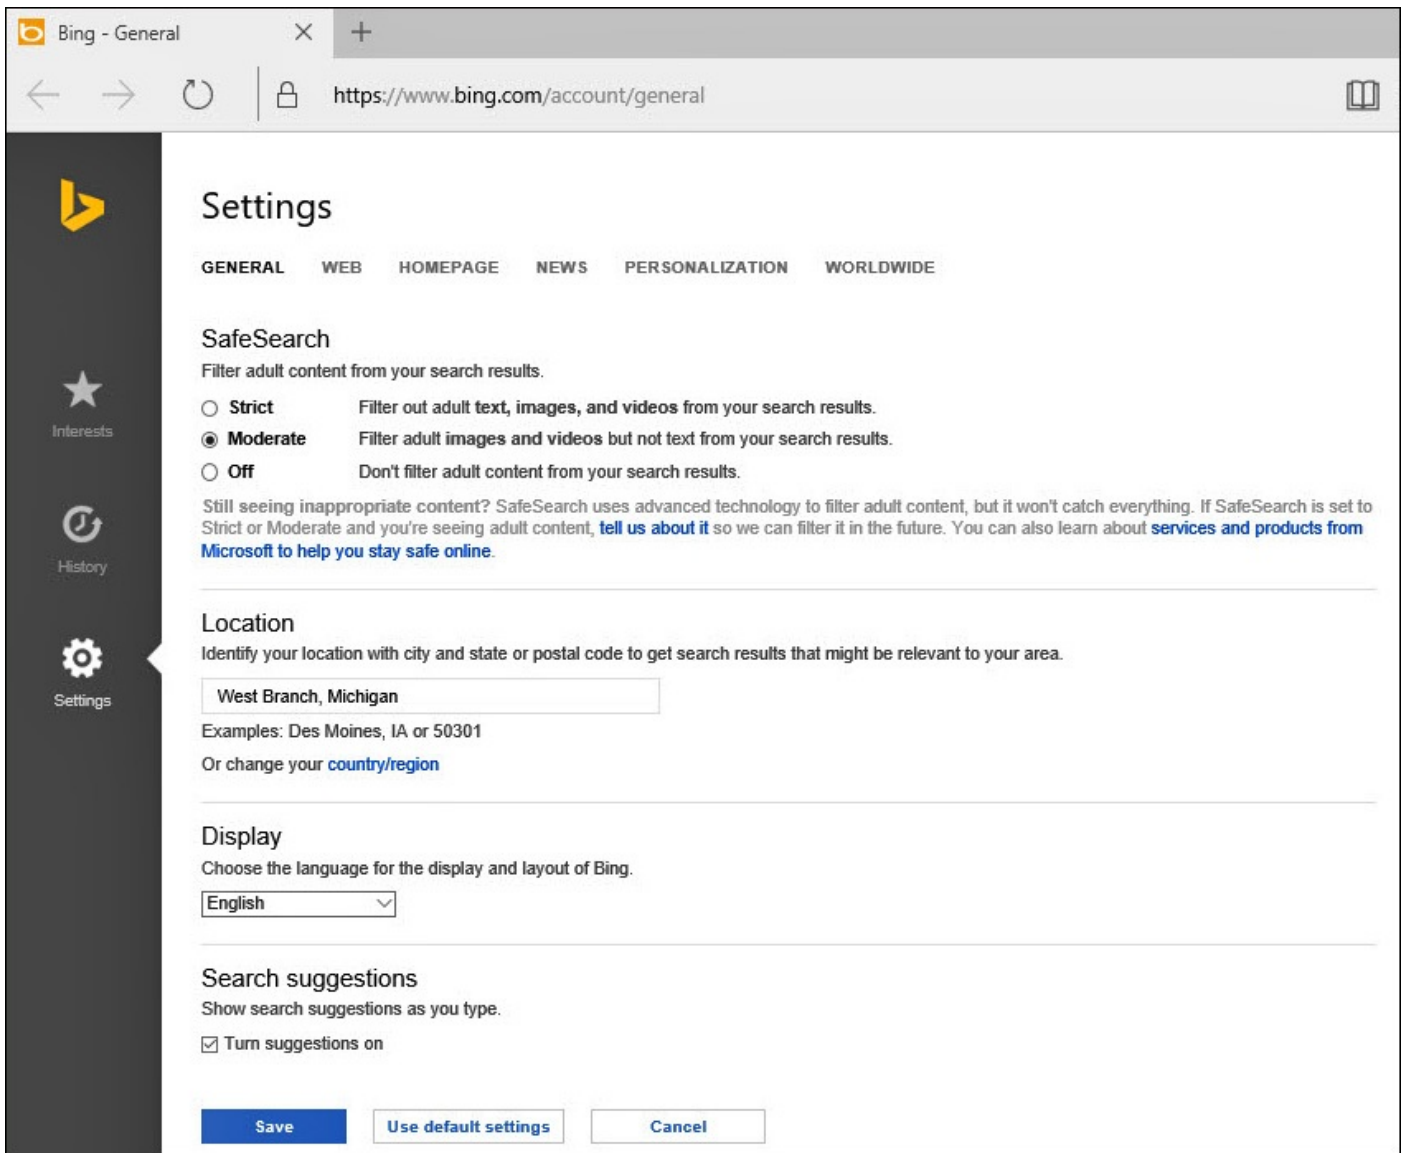 Bing - General
https://www.bing.com/account/general
Settings
GENERAL WEB HOMEPAGE NEWS PERSONALIZATION WORLDWIDE
SafeSearch
Filter adult content from your search results.
Strict Filter out adult text, images, and videos from your search results.
Moderate Filter adult images and videos but not text from your search results.
Off Don't filter adult content from your search results.
Still seeing inappropriate content? SafeSearch uses advanced technology to filter adult content, but it won't catch everything. If SafeSearch is set to
Strict or Moderate and you're seeing adult content, tell us about it so we can filter it in the future. You can also learn about services and products from
Microsoft to help you stay safe online.
Interests
History
Settings
Location
Identify your location with city and state or postal code to get search results that might be relevant to your area.
West Branch, Michigan
Examples: Des Moines, IA or 50301
Or change your country/region
Display
Choose the language for the display and layout of Bing.
English
Search suggestions
Show search suggestions as you type.
Turn suggestions on
Save Use default settings Cancel